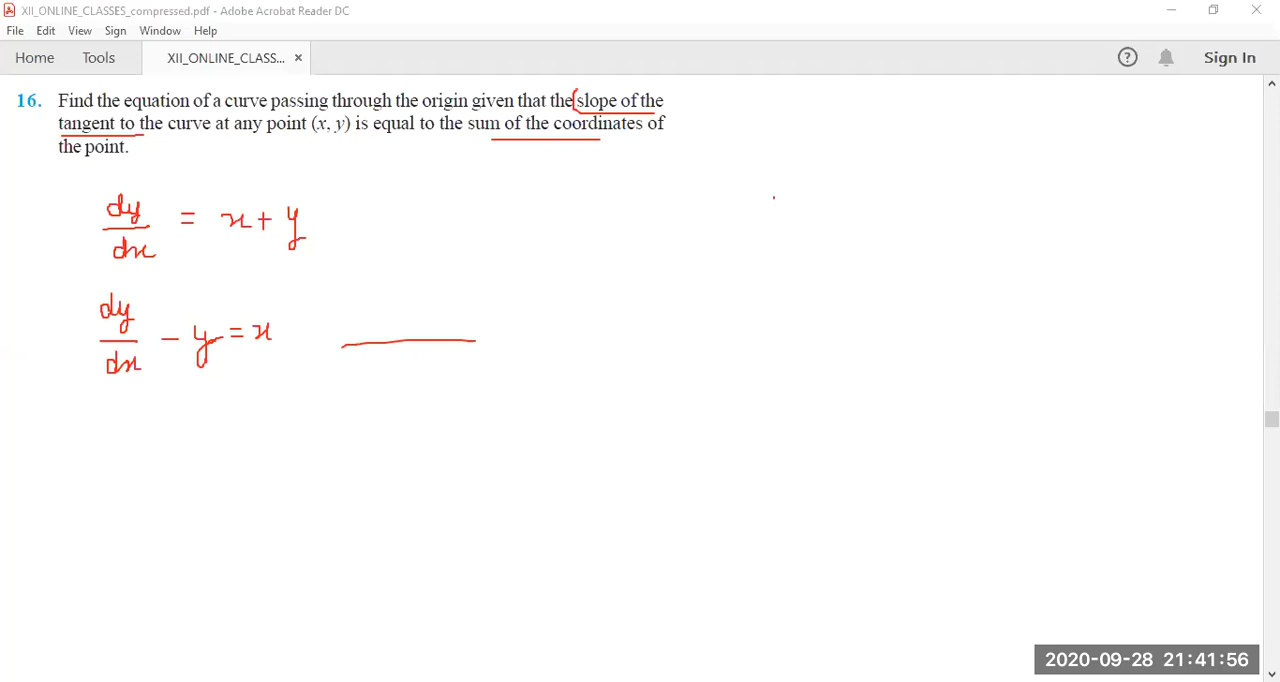 XII_ONLINE_CLASSES_compressed.pdf - Adobe Acrobat Reader DC
File Edit View Sign Window Help
Home Tools XII_ONLINE_CLASS... × ? Sign In
16. Find the equation of a curve passing through the origin given that the slope of the
tangent to the curve at any point (x, y) is equal to the sum of the coordinates of
the point.
dy/dx = x + y
dy/dx - y = x
2020-09-28 21:41:56